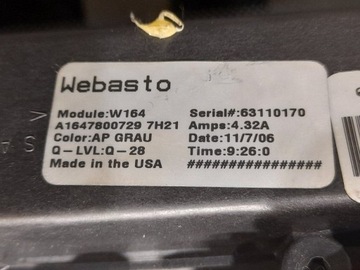 Webasto
Module:W164 Serial#:63110170
A1647800729 7H21 Amps:4.32A
Color:AP GRAU Date:11/7/06
Q-LVL:Q-28 Time:9:26:0
Made in the USA ################